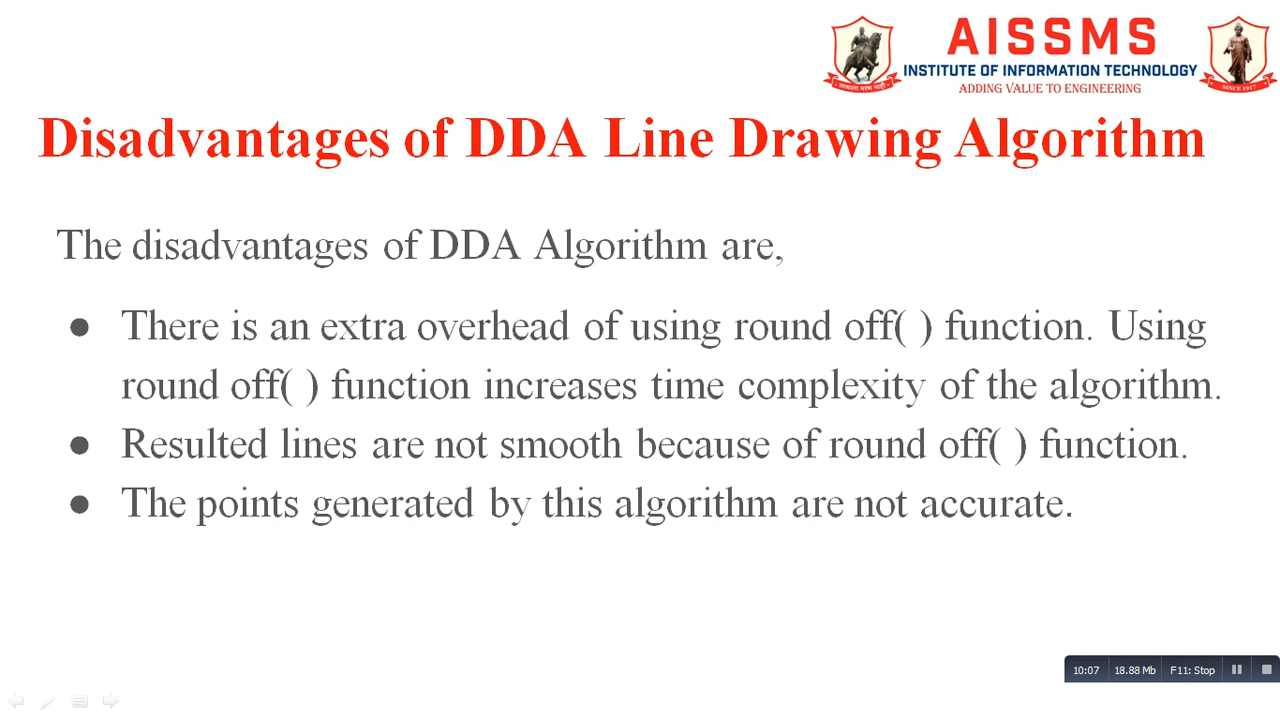 AISSMS
INSTITUTE OF INFORMATION TECHNOLOGY
ADDING VALUE TO ENGINEERING
SINCE 1917
Disadvantages of DDA Line Drawing Algorithm
The disadvantages of DDA Algorithm are,
● There is an extra overhead of using round off( ) function. Using
round off( ) function increases time complexity of the algorithm.
● Resulted lines are not smooth because of round off( ) function.
● The points generated by this algorithm are not accurate.
10:07 18.88 Mb F11: Stop